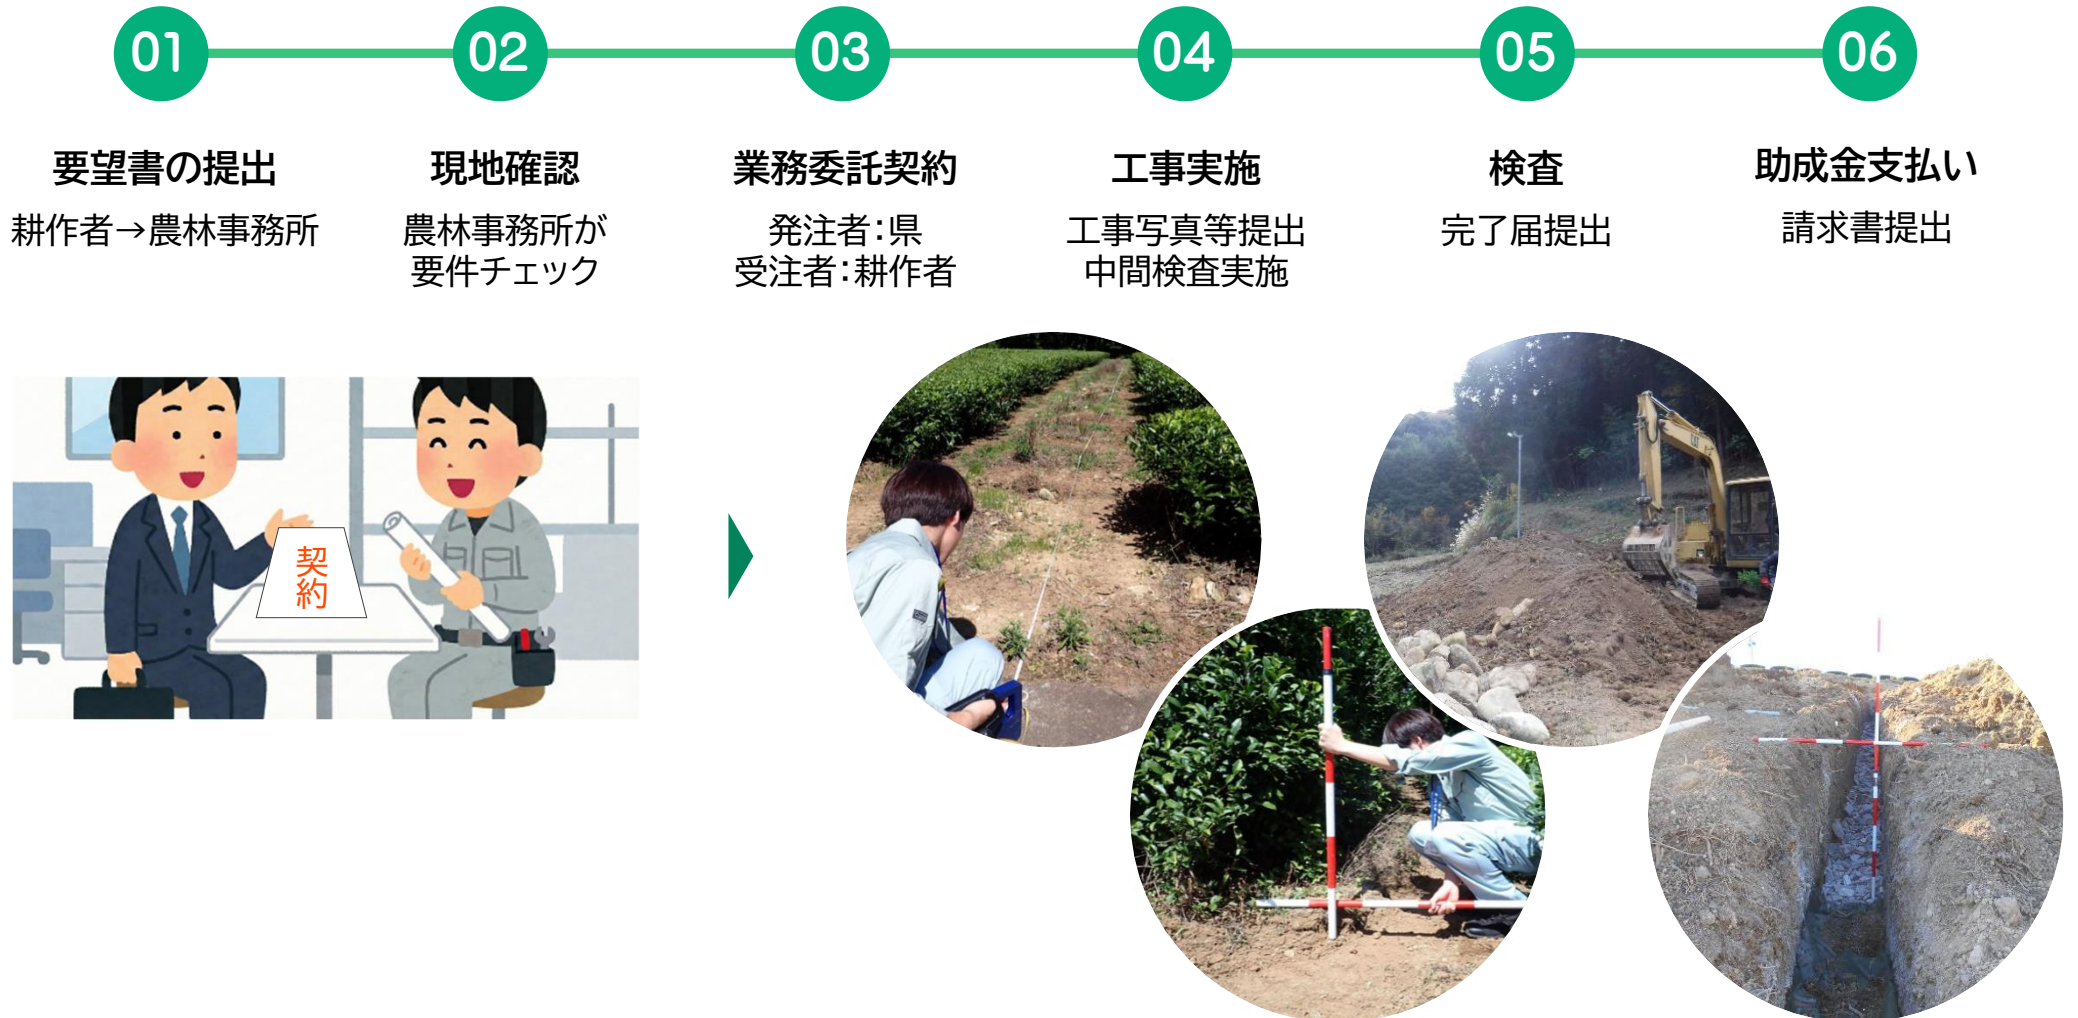 01
02
03
04
05
06
要望書の提出
耕作者→農林事務所
現地確認
農林事務所が
要件チェック
業務委託契約
発注者：県
受注者：耕作者
工事実施
工事写真等提出
中間検査実施
検査
完了届提出
助成金支払い
請求書提出
契約